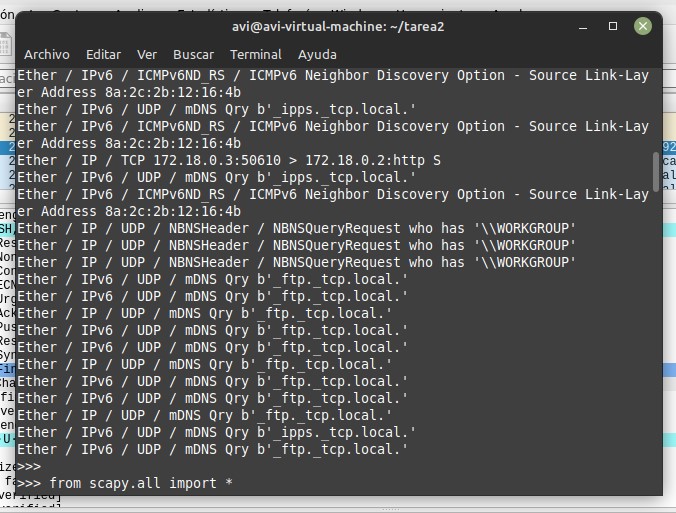 avi@avi-virtual-machine: ~/tarea2
Archivo Editar Ver Buscar Terminal Ayuda
Ether / IPv6 / ICMPv6ND_RS / ICMPv6 Neighbor Discovery Option - Source Link-Lay
er Address 8a:2c:2b:12:16:4b
Ether / IPv6 / UDP / mDNS Qry b'_ipps._tcp.local.'
Ether / IPv6 / ICMPv6ND_RS / ICMPv6 Neighbor Discovery Option - Source Link-Lay
er Address 8a:2c:2b:12:16:4b
Ether / IP / TCP 172.18.0.3:50610 > 172.18.0.2:http S
Ether / IPv6 / UDP / mDNS Qry b'_ipps._tcp.local.'
Ether / IPv6 / ICMPv6ND_RS / ICMPv6 Neighbor Discovery Option - Source Link-Lay
er Address 8a:2c:2b:12:16:4b
Ether / IP / UDP / NBNSHeader / NBNSQueryRequest who has '\\WORKGROUP'
Ether / IP / UDP / NBNSHeader / NBNSQueryRequest who has '\\WORKGROUP'
Ether / IP / UDP / NBNSHeader / NBNSQueryRequest who has '\\WORKGROUP'
Ether / IPv6 / UDP / mDNS Qry b'_ftp._tcp.local.'
Ether / IPv6 / UDP / mDNS Qry b'_ftp._tcp.local.'
Ether / IP / UDP / mDNS Qry b'_ftp._tcp.local.'
Ether / IPv6 / UDP / mDNS Qry b'_ftp._tcp.local.'
Ether / IPv6 / UDP / mDNS Qry b'_ftp._tcp.local.'
Ether / IP / UDP / mDNS Qry b'_ftp._tcp.local.'
Ether / IPv6 / UDP / mDNS Qry b'_ftp._tcp.local.'
Ether / IPv6 / UDP / mDNS Qry b'_ftp._tcp.local.'
Ether / IP / UDP / mDNS Qry b'_ftp._tcp.local.'
Ether / IPv6 / UDP / mDNS Qry b'_ipps._tcp.local.'
Ether / IPv6 / UDP / mDNS Qry b'_ftp._tcp.local.'
>>>
>>> from scapy.all import *